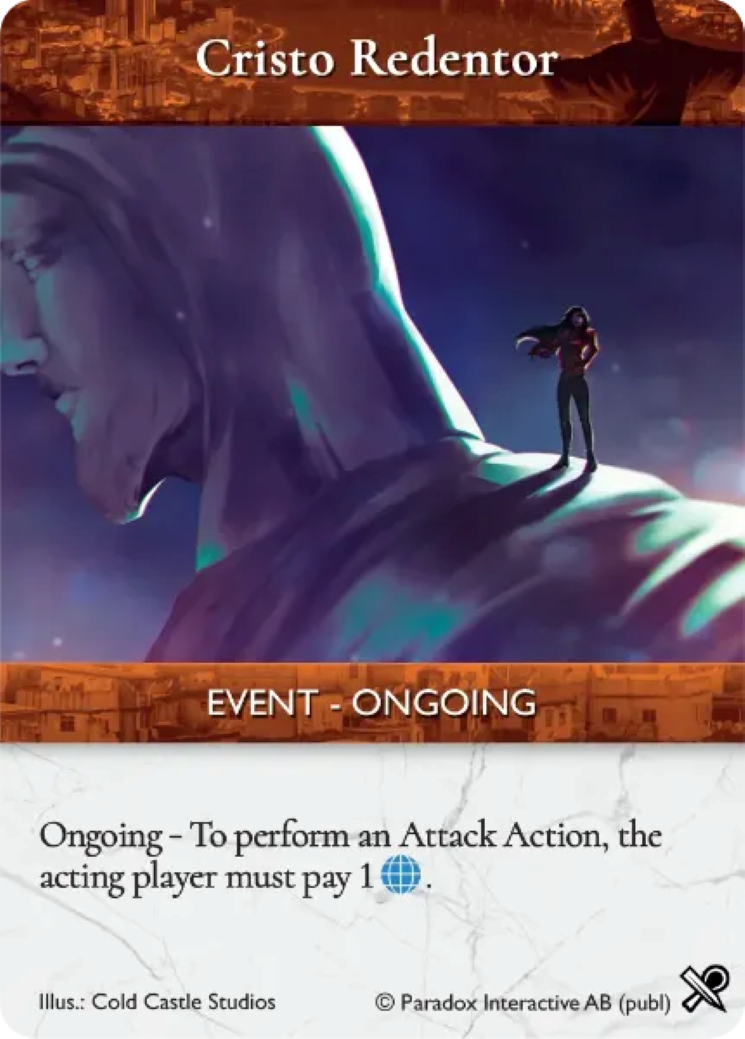 Cristo Redentor
EVENT - ONGOING
Ongoing – To perform an Attack Action, the
acting player must pay 1 .
Illus.: Cold Castle Studios
© Paradox Interactive AB (publ)